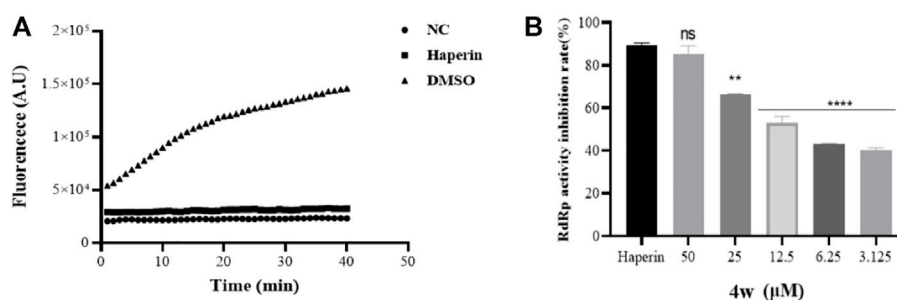 A
Fluorencece (A.U)
2×10⁵
1.5×10⁵
1×10⁵
5×10⁴
0
0 10 20 30 40 50
Time (min)
NC
Haperin
DMSO
B
RdRp activity inhibition rate(%)
100
80
60
40
20
0
ns
**
****
Haperin 50 25 12.5 6.25 3.125
4w (μM)